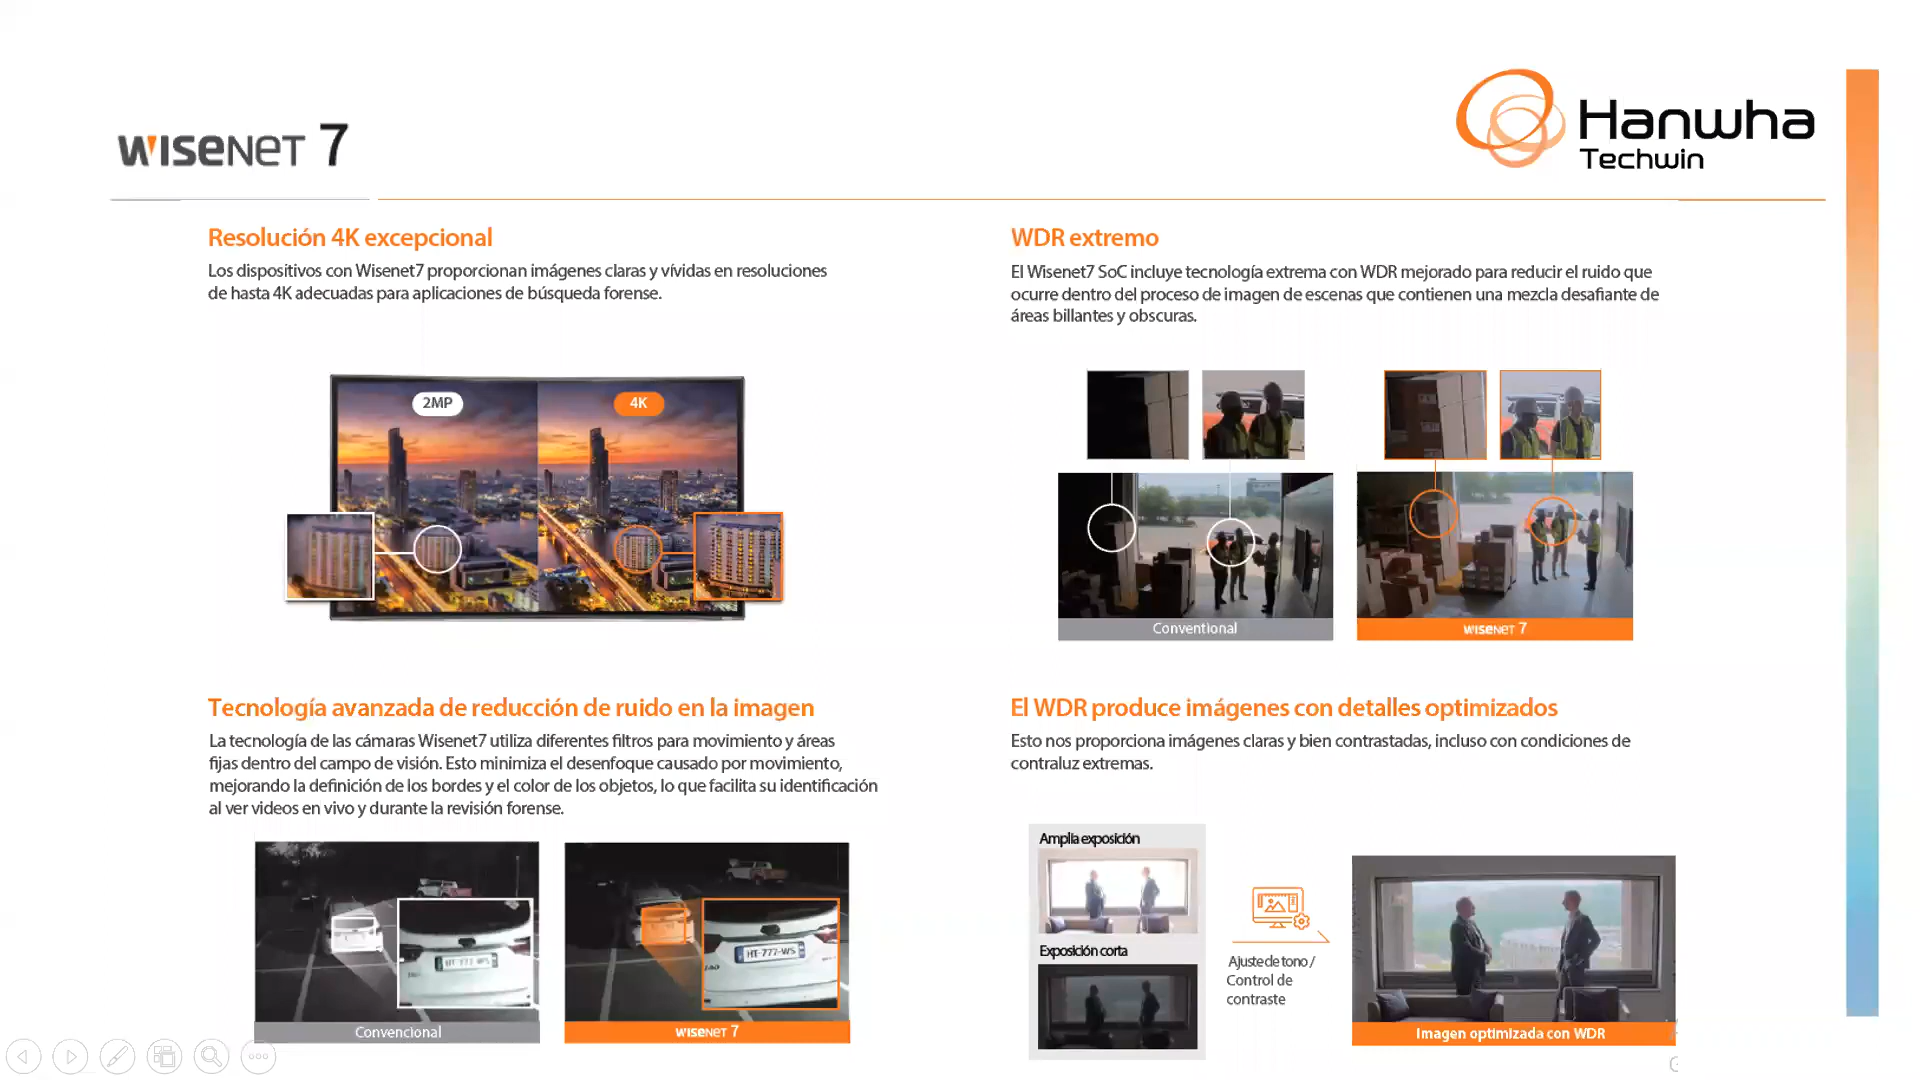 WISENET 7
Hanwha
Techwin
Resolución 4K excepcional
Los dispositivos con Wisenet7 proporcionan imágenes claras y vívidas en resoluciones
de hasta 4K adecuadas para aplicaciones de búsqueda forense.
2MP
4K
WDR extremo
El Wisenet7 SoC incluye tecnología extrema con WDR mejorado para reducir el ruido que
ocurre dentro del proceso de imagen de escenas que contienen una mezcla desafiante de
áreas billantes y obscuras.
Conventional
WISENET 7
Tecnología avanzada de reducción de ruido en la imagen
La tecnología de las cámaras Wisenet7 utiliza diferentes filtros para movimiento y áreas
fijas dentro del campo de visión. Esto minimiza el desenfoque causado por movimiento,
mejorando la definición de los bordes y el color de los objetos, lo que facilita su identificación
al ver videos en vivo y durante la revisión forense.
HT-777-WS
HT-777-WS
Convencional
WISENET 7
El WDR produce imágenes con detalles optimizados
Esto nos proporciona imágenes claras y bien contrastadas, incluso con condiciones de
contraluz extremas.
Amplia exposición
Exposición corta
Ajuste de tono /
Control de
contraste
Imagen optimizada con WDR